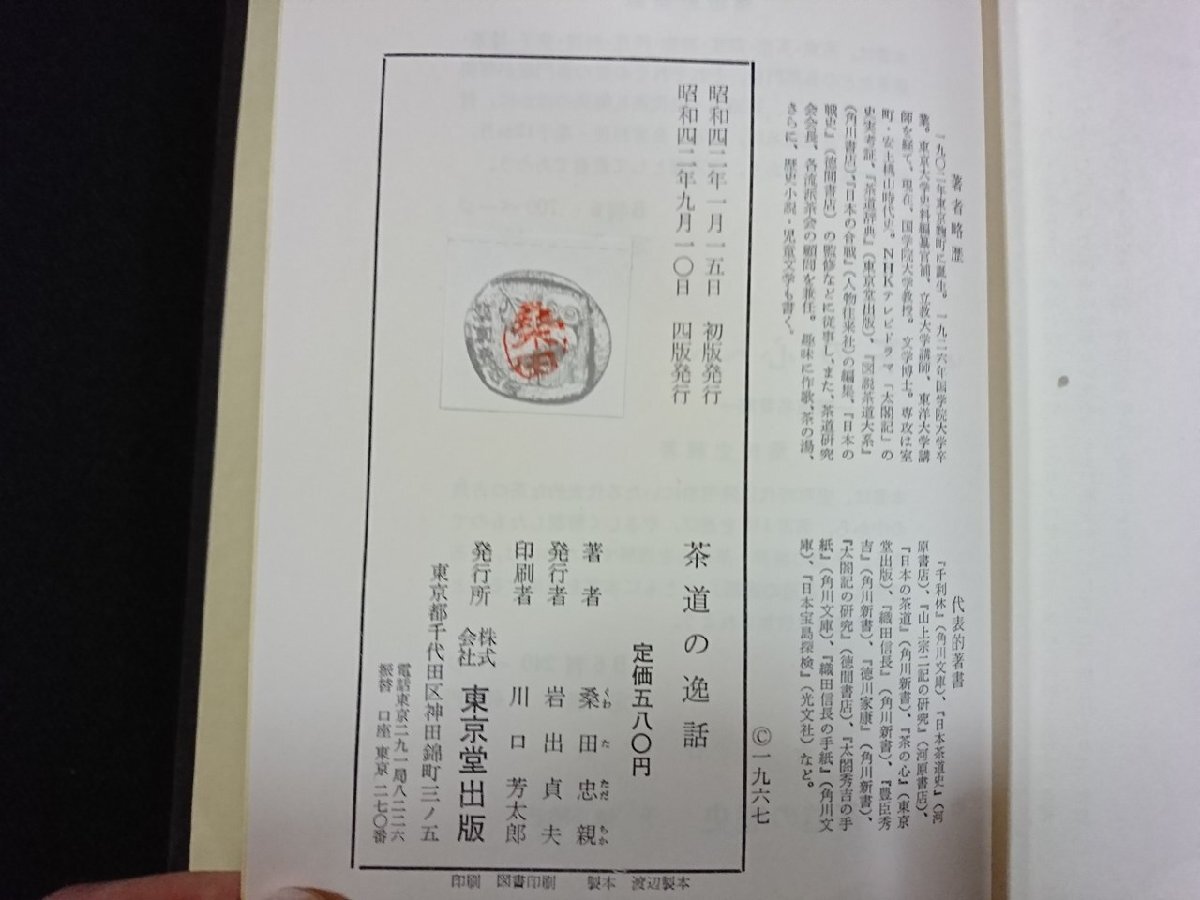 著者略歴
一九〇二年東京麹町に誕生。一九二六年国学院大学卒
業。東京大学史料編纂官補、立教大学講師、東洋大学講
師を経て、現在、国学院大学教授。文学博士。専攻は室
町・安土桃山時代史。NHKテレビドラマ「太閤記」の
史実考証、『茶道辞典』(東京堂出版)、『図説茶道大系』
(角川書店)、『日本の合戦』(人物往来社)の編集、『日本の
戦史』(徳間書店)の監修などに従事し、また、茶道研究
会会長、各流派茶会の顧問を兼任。趣味に作歌、茶の湯、
さらに、歴史小説・児童文学も書く。
代表的著書
『千利休』(角川文庫)、『日本茶道史』(河
原書店)、『山上宗二記の研究』(河原書店)、
『日本の茶道』(角川新書)、『茶の心』(東京
堂出版)、『織田信長』(角川新書)、『豊臣秀
吉』(角川新書)、『徳川家康』(角川新書)、
『太閤記の研究』(徳間書店)、『太閤秀吉の手
紙』(角川文庫)、『織田信長の手紙』(角川文
庫)、『日本宝島探検』(光文社)など。
©一九六七
昭和四二年一月一五日 初版発行
昭和四二年九月一〇日 四版発行
桑田
茶道の逸話
定価五八〇円
著者 桑田忠親
くわ た ただ ちか
発行者 岩出貞夫
印刷者 川口芳太郎
発行所 株式会社 東京堂出版
東京都千代田区神田錦町三ノ五
電話東京二九一局八二二六
振替 口座 東京 二七〇番
印刷 図書印刷 製本 渡辺製本